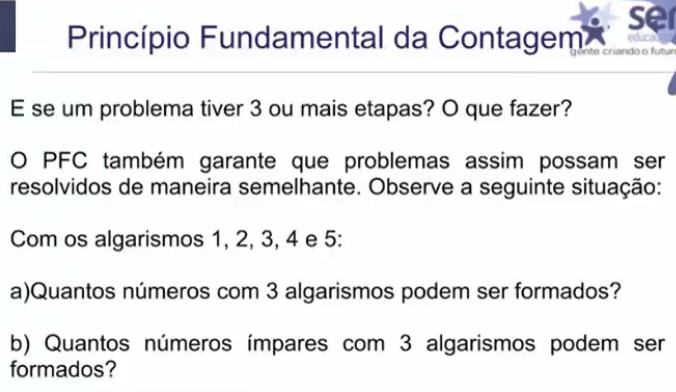 Princípio Fundamental da Contagem
gente criando o futuro
E se um problema tiver 3 ou mais etapas? O que fazer?
O PFC também garante que problemas assim possam ser
resolvidos de maneira semelhante. Observe a seguinte situação:
Com os algarismos 1, 2, 3, 4 e 5:
a)Quantos números com 3 algarismos podem ser formados?
b) Quantos números ímpares com 3 algarismos podem ser
formados?